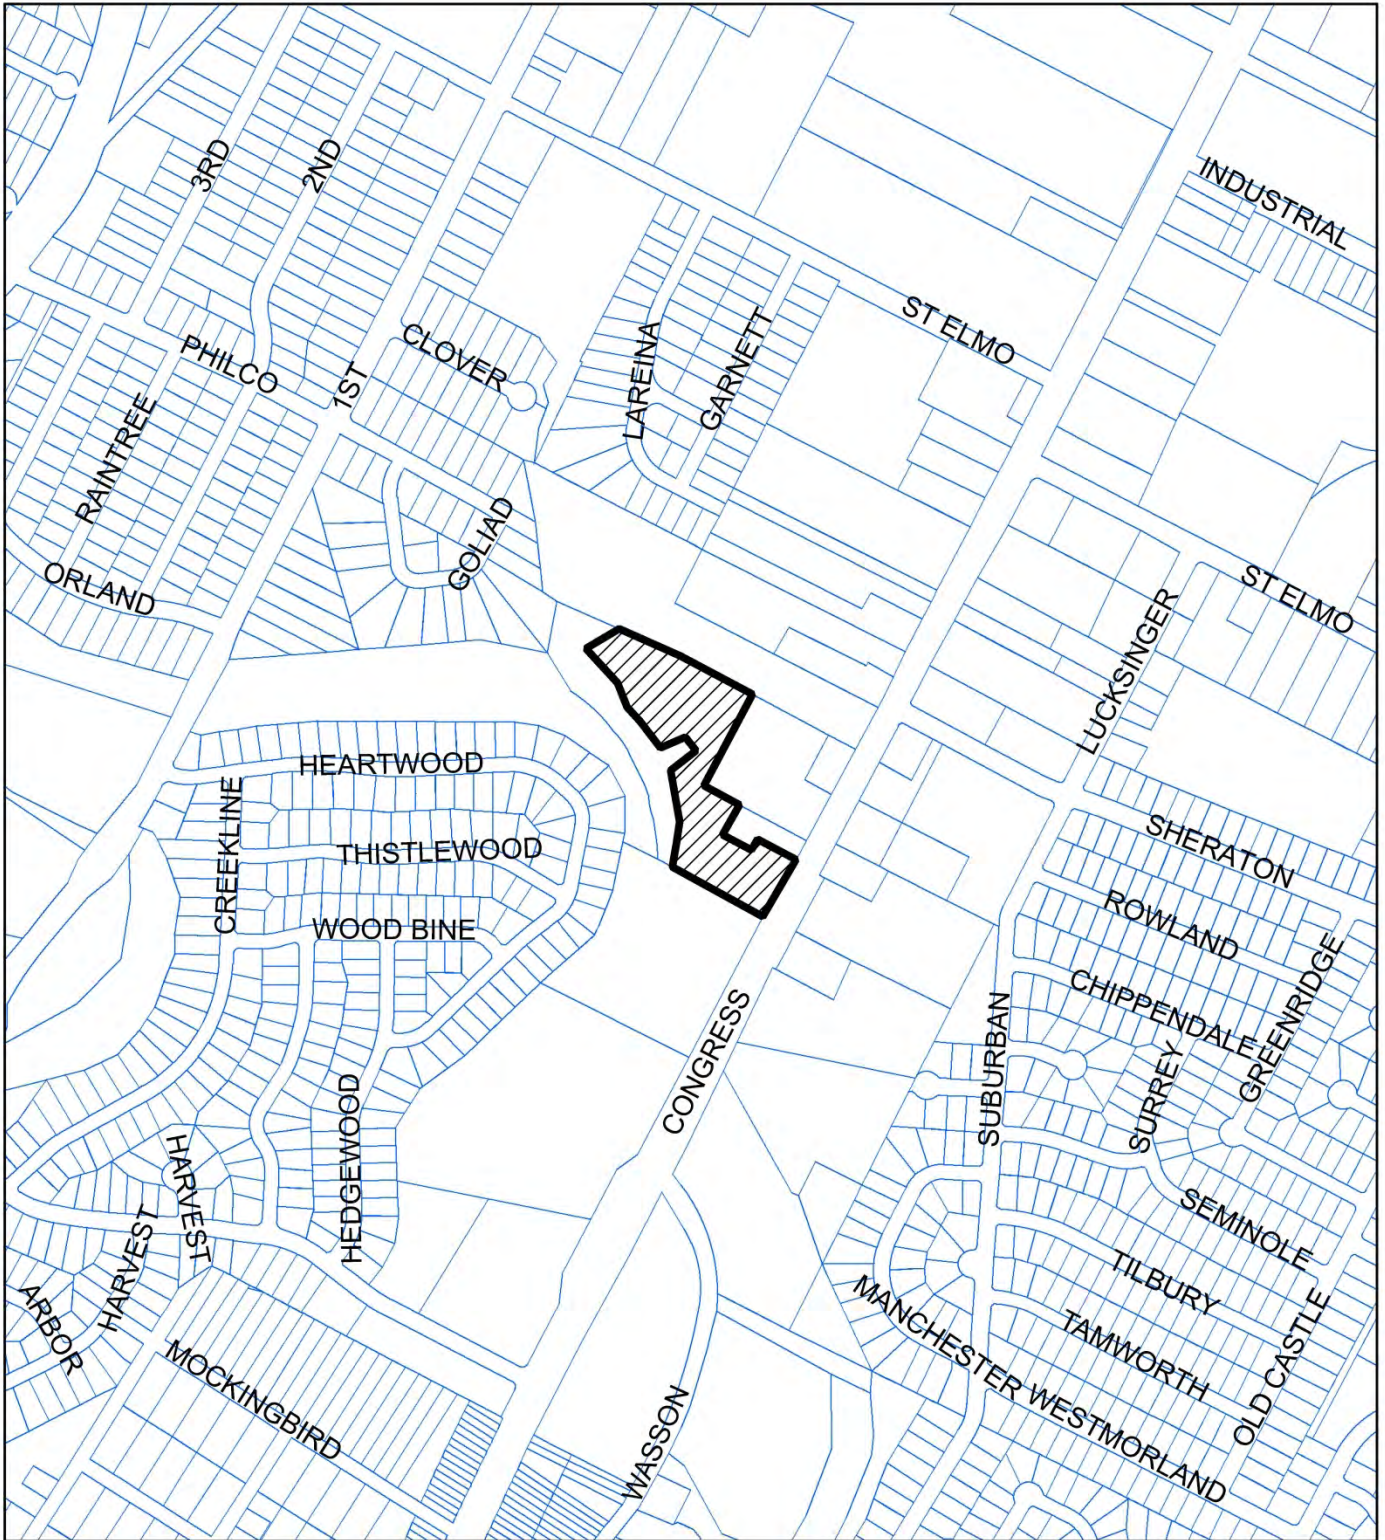 3RD
2ND
INDUSTRIAL
ST ELMO
CLOVER
LAREINA
GARNETT
PHILCO
1ST
RAINTREE
GOLIAD
ORLAND
ST ELMO
LUCKSINGER
HEARTWOOD
CREEKLINE
THISTLEWOOD
SHERATON
WOOD BINE
ROWLAND
CHIPPENDALE
GREENRIDGE
CONGRESS
SUBURBAN
SURREY
HEDGEWOOD
HARVEST
HARVEST
SEMINOLE
TILBURY
ARBOR
MANCHESTER WESTMORLAND
TAMWORTH
OLD CASTLE
MOCKINGBIRD
WASSON